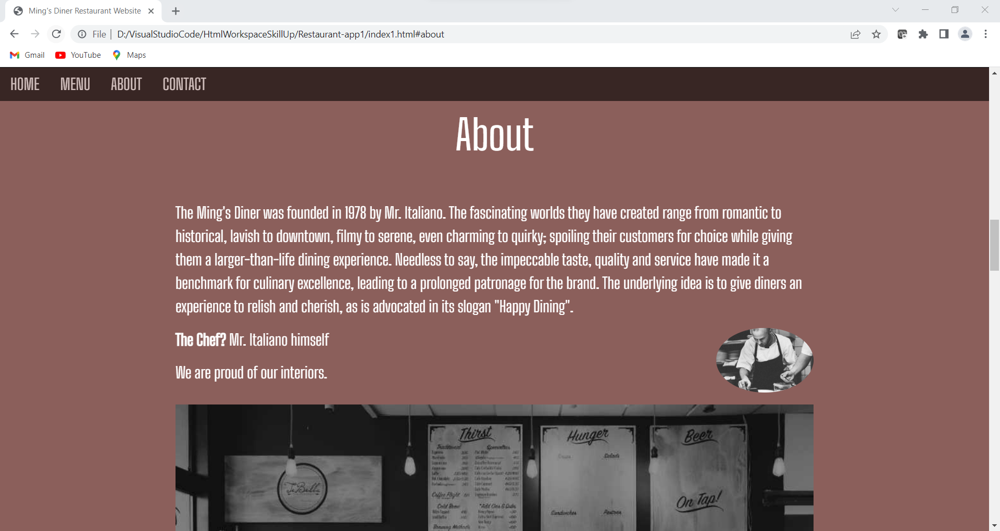 Ming's Diner Restaurant Website
File
D:/VisualStudioCode/HtmlWorkspaceSkillUp/Restaurant-app1/index1.html#about
Gmail YouTube Maps
HOME MENU ABOUT CONTACT
About
The Ming's Diner was founded in 1978 by Mr. Italiano. The fascinating worlds they have created range from romantic to
historical, lavish to downtown, filmy to serene, even charming to quirky; spoiling their customers for choice while giving
them a larger-than-life dining experience. Needless to say, the impeccable taste, quality and service have made it a
benchmark for culinary excellence, leading to a prolonged patronage for the brand. The underlying idea is to give diners an
experience to relish and cherish, as is advocated in its slogan "Happy Dining".
The Chef? Mr. Italiano himself
We are proud of our interiors.
Thirst
Traditional Specialties
Coffee Flight
Cold Brew
*Add Ons & Subs
Brewing Methods
Hunger
Salads
Sandwiches
Pastries
Beer
On Tap!